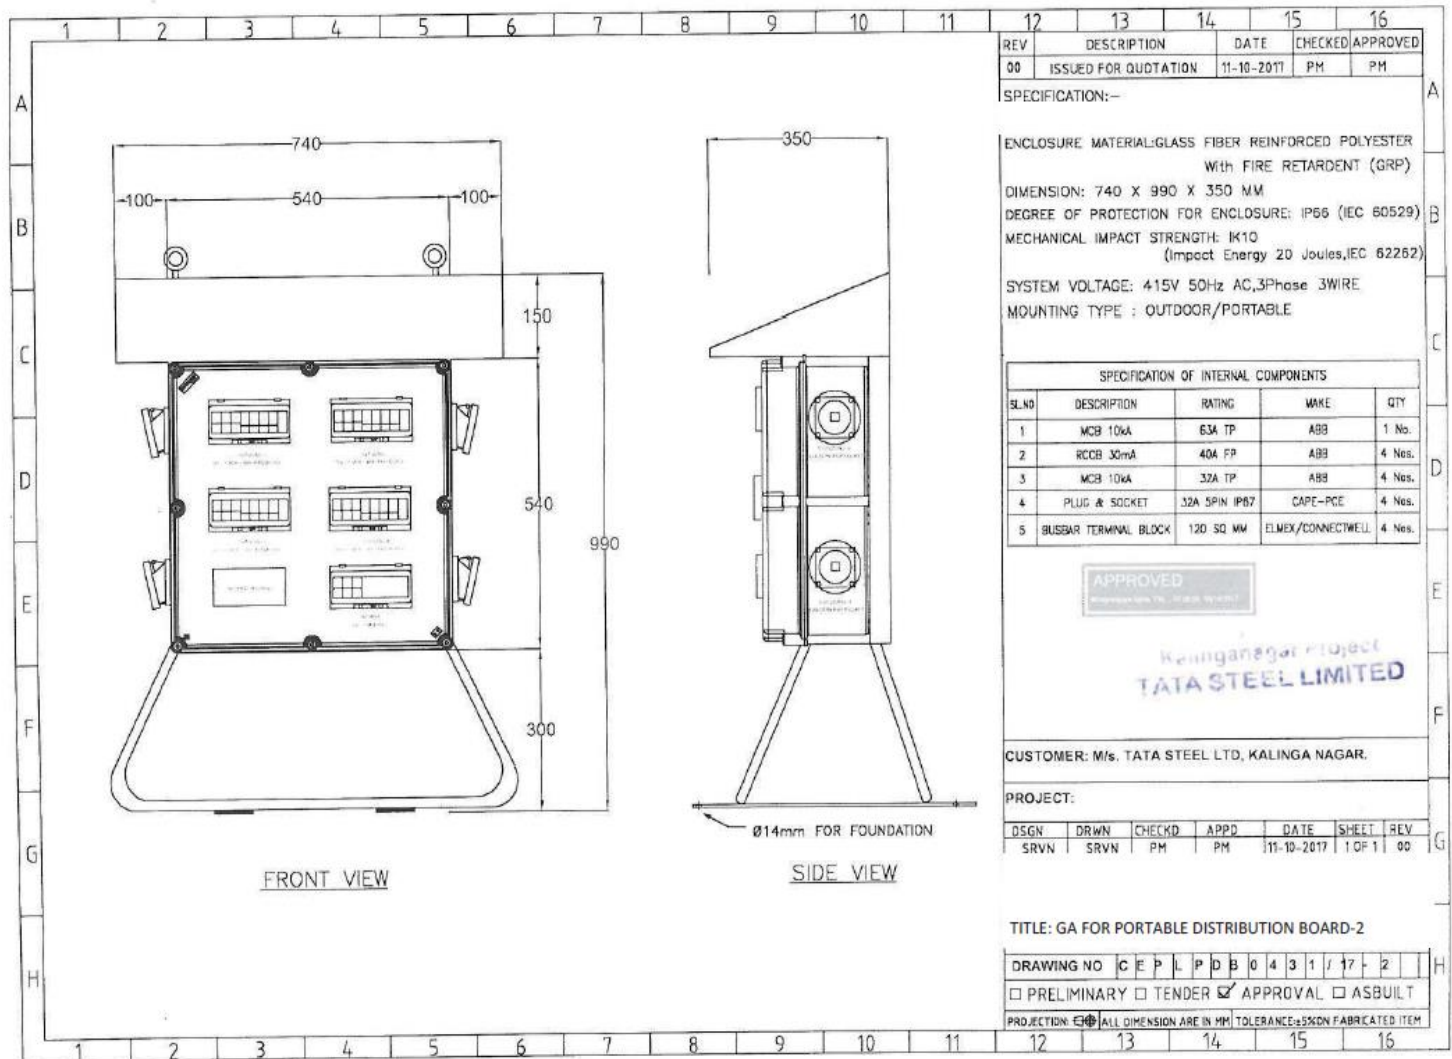 1 2 3 4 5 6 7 8 9 10 11 12 13 14 15 16
A
B
C
D
E
F
G
H
740
100 540 100
150
540
990
300
FRONT VIEW
350
Ø14mm FOR FOUNDATION
SIDE VIEW
REV DESCRIPTION DATE CHECKED APPROVED
00 ISSUED FOR QUOTATION 11-10-2017 PM PM
SPECIFICATION:-
ENCLOSURE MATERIAL:GLASS FIBER REINFORCED POLYESTER
With FIRE RETARDENT (GRP)
DIMENSION: 740 X 990 X 350 MM
DEGREE OF PROTECTION FOR ENCLOSURE: IP66 (IEC 60529)
MECHANICAL IMPACT STRENGTH: IK10
(Impact Energy 20 Joules,IEC 62262)
SYSTEM VOLTAGE: 415V 50Hz AC,3Phase 3WIRE
MOUNTING TYPE : OUTDOOR/PORTABLE
SPECIFICATION OF INTERNAL COMPONENTS
SL.NO DESCRIPTION RATING MAKE QTY
1 MCB 10kA 63A TP ABB 1 No.
2 RCCB 30mA 40A FP ABB 4 Nos.
3 MCB 10kA 32A TP ABB 4 Nos.
4 PLUG & SOCKET 32A 5PIN IP67 CAPE-PCE 4 Nos.
5 BUSBAR TERMINAL BLOCK 120 SQ MM ELMEX/CONNECTWELL 4 Nos.
APPROVED
Kalinganagar Project
TATA STEEL LIMITED
CUSTOMER: M/s. TATA STEEL LTD, KALINGA NAGAR.
PROJECT:
DSGN DRWN CHECKD APPD DATE SHEET REV
SRVN SRVN PM PM 11-10-2017 1 OF 1 00
TITLE: GA FOR PORTABLE DISTRIBUTION BOARD-2
DRAWING NO C E P L P D B 0 4 3 1 / 17 - 2
PRELIMINARY TENDER APPROVAL ASBUILT
PROJECTION: ALL DIMENSION ARE IN MM TOLERANCE:±5%ON FABRICATED ITEM
A
B
C
D
E
F
G
H
1 2 3 4 5 6 7 8 9 10 11 12 13 14 15 16